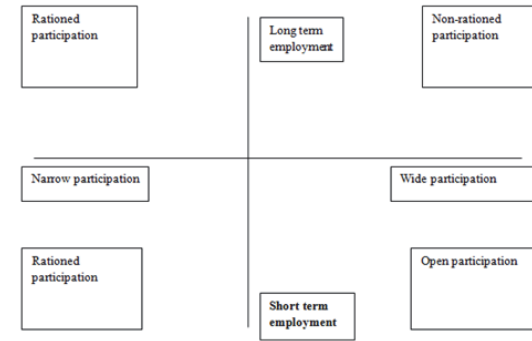 Rationed
participation
Long term
employment
Non-rationed
participation
Narrow participation
Wide participation
Rationed
participation
Open participation
Short term
employment